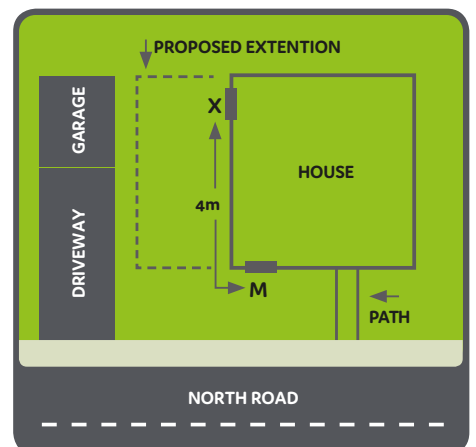 PROPOSED EXTENTION
GARAGE
X
HOUSE
4m
DRIVEWAY
M
PATH
NORTH ROAD